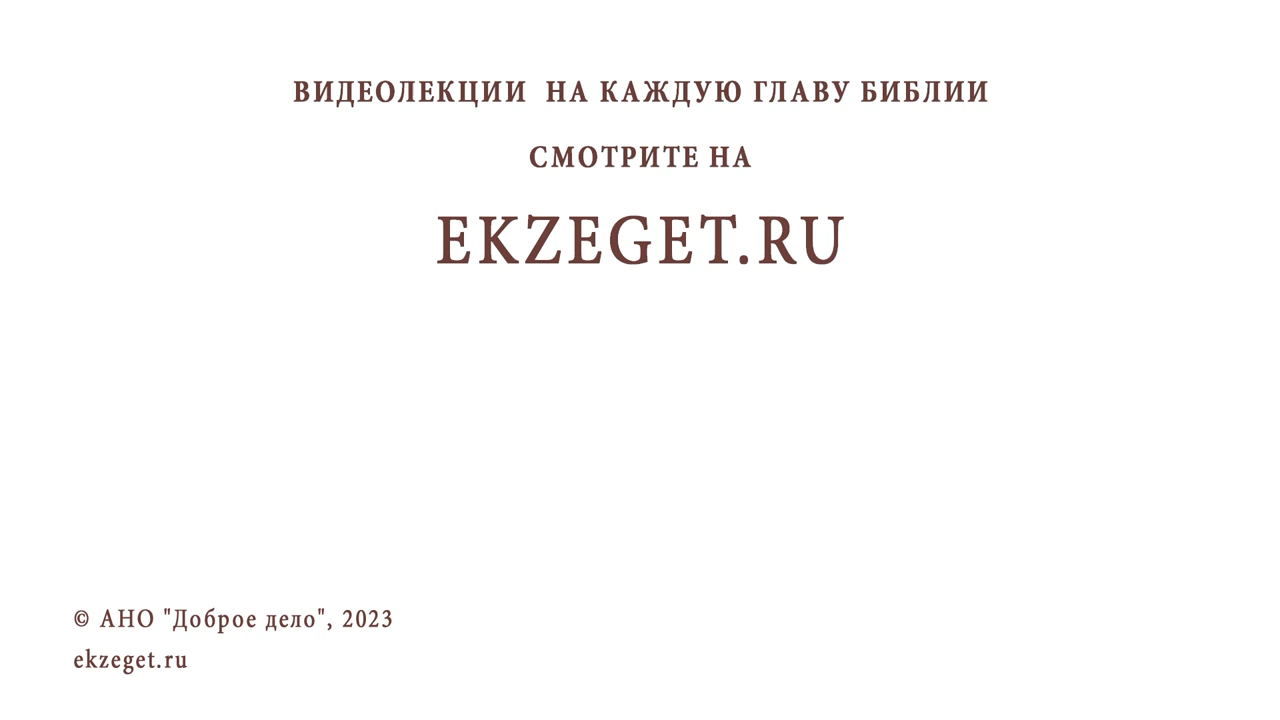 ВИДЕОЛЕКЦИИ НА КАЖДУЮ ГЛАВУ БИБЛИИ
СМОТРИТЕ НА
EKZEGET.RU
© АНО "Доброе дело", 2023
ekzeget.ru